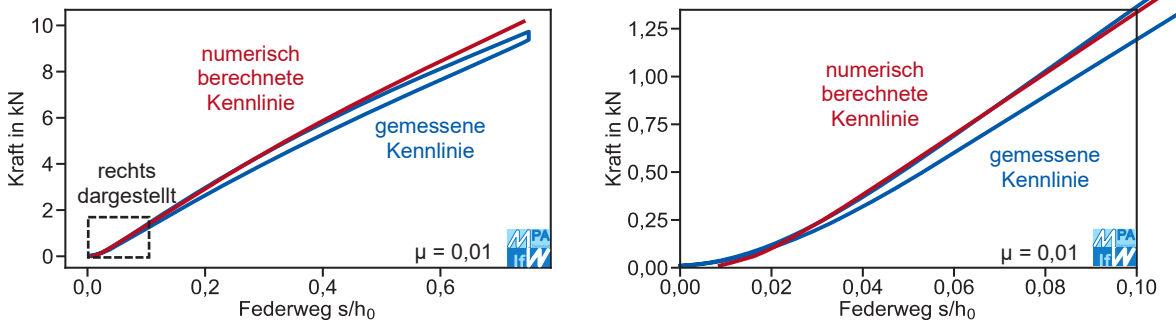 10
8
6
4
2
0
Kraft in kN
numerisch
berechnete
Kennlinie
gemessene
Kennlinie
rechts
dargestellt
μ = 0,01
MPA
IfW
0,0
0,2
0,4
0,6
Federweg s/h₀
1,25
1,00
0,75
0,50
0,25
0,00
Kraft in kN
numerisch
berechnete
Kennlinie
gemessene
Kennlinie
μ = 0,01
MPA
IfW
0,00
0,02
0,04
0,06
0,08
0,10
Federweg s/h₀